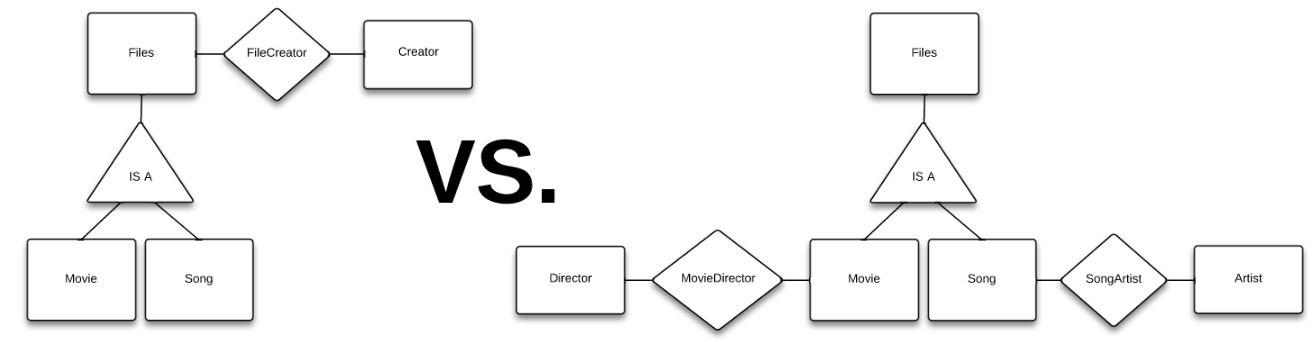 Files
FileCreator
Creator
IS A
Movie
Song
VS.
Files
IS A
Director
MovieDirector
Movie
Song
SongArtist
Artist